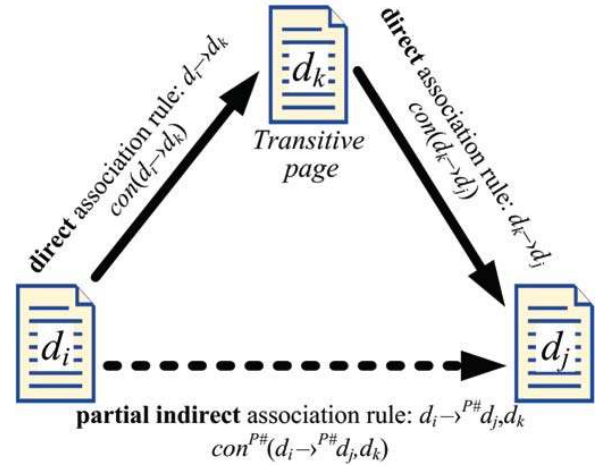 d_k
Transitive
page
direct association rule: d_i→d_k
con(d_i→d_k)
direct association rule: d_k→d_j
con(d_k→d_j)
d_i
d_j
partial indirect association rule: d_i→^{P#}d_j,d_k
con^{P#}(d_i→^{P#}d_j,d_k)